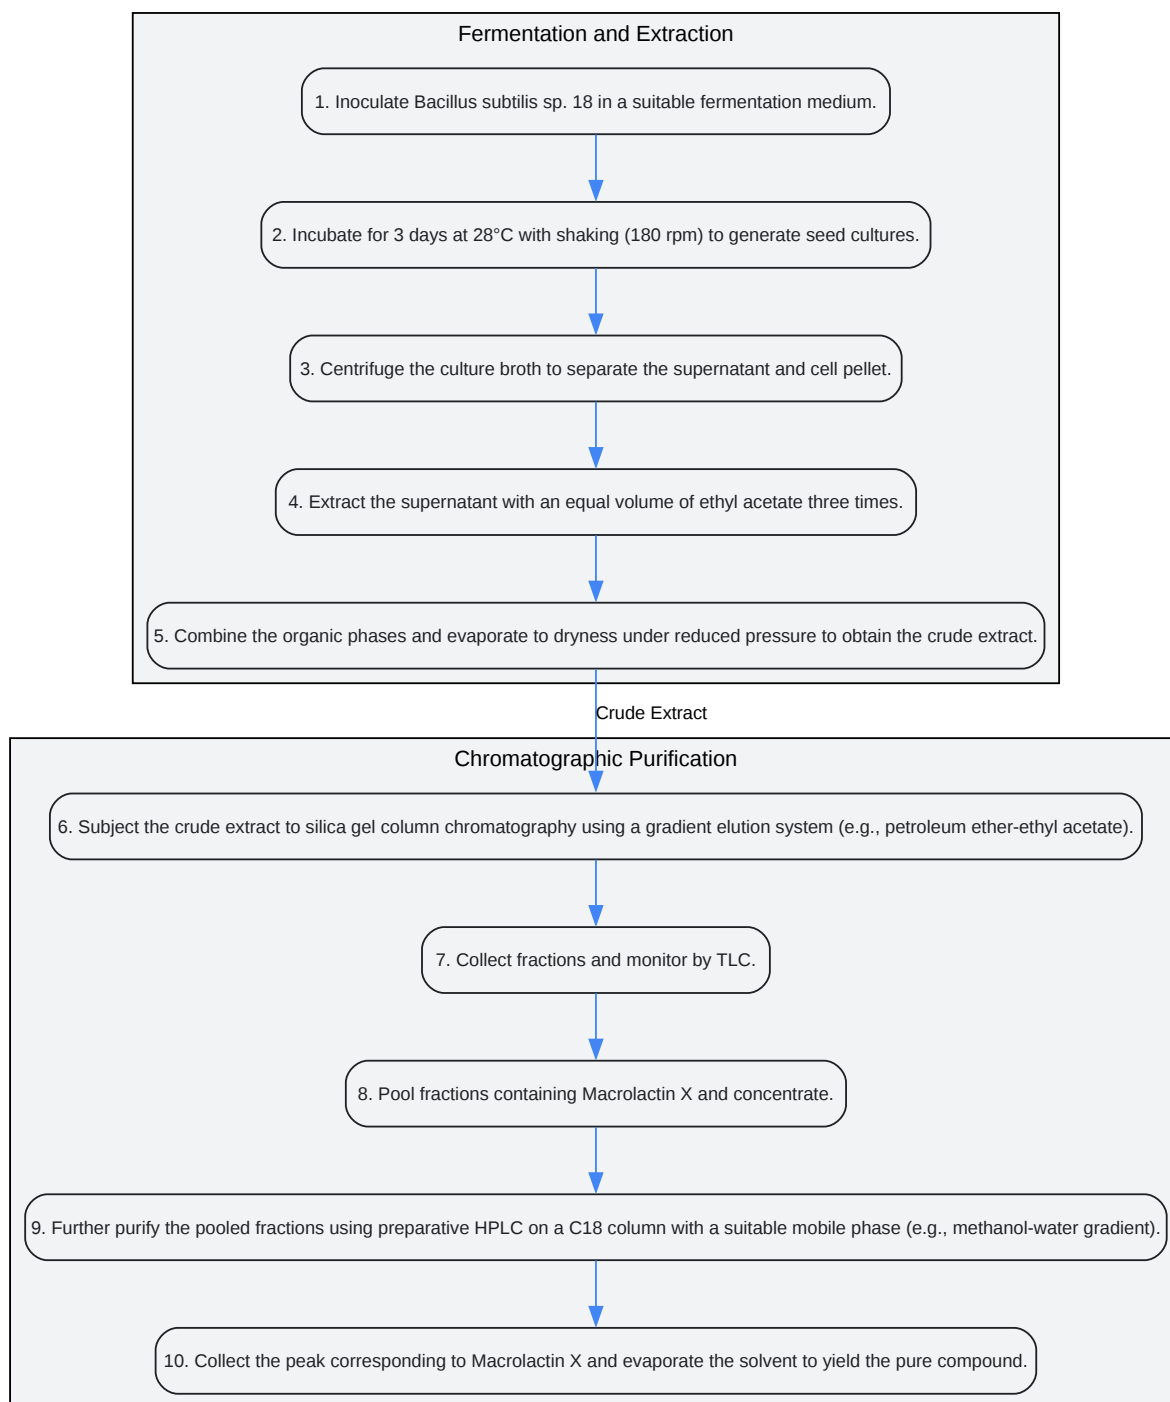 Fermentation and Extraction
1. Inoculate Bacillus subtilis sp. 18 in a suitable fermentation medium.
2. Incubate for 3 days at 28°C with shaking (180 rpm) to generate seed cultures.
3. Centrifuge the culture broth to separate the supernatant and cell pellet.
4. Extract the supernatant with an equal volume of ethyl acetate three times.
5. Combine the organic phases and evaporate to dryness under reduced pressure to obtain the crude extract.
Crude Extract
Chromatographic Purification
6. Subject the crude extract to silica gel column chromatography using a gradient elution system (e.g., petroleum ether-ethyl acetate).
7. Collect fractions and monitor by TLC.
8. Pool fractions containing Macrolactin X and concentrate.
9. Further purify the pooled fractions using preparative HPLC on a C18 column with a suitable mobile phase (e.g., methanol-water gradient).
10. Collect the peak corresponding to Macrolactin X and evaporate the solvent to yield the pure compound.